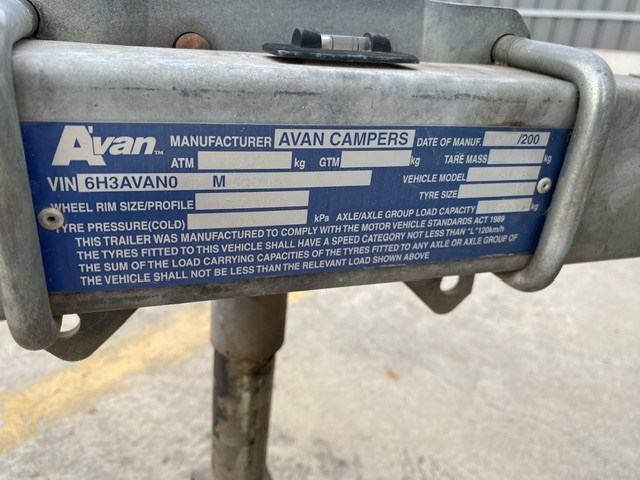 A'van TM
MANUFACTURER AVAN CAMPERS DATE OF MANUF. /200
ATM kg GTM kg TARE MASS kg
VIN 6H3AVAN0 M VEHICLE MODEL
WHEEL RIM SIZE/PROFILE TYRE SIZE
TYRE PRESSURE(COLD) kPa AXLE/AXLE GROUP LOAD CAPACITY kg
THIS TRAILER WAS MANUFACTURED TO COMPLY WITH THE MOTOR VEHICLE STANDARDS ACT 1989
THE TYRES FITTED TO THIS VEHICLE SHALL HAVE A SPEED CATEGORY NOT LESS THAN "L" 120km/h
THE SUM OF THE LOAD CARRYING CAPACITIES OF THE TYRES FITTED TO ANY AXLE OR AXLE GROUP OF
THE VEHICLE SHALL NOT BE LESS THAN THE RELEVANT LOAD SHOWN ABOVE